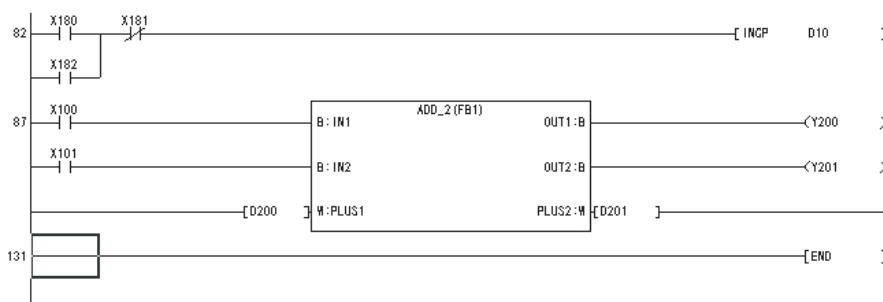 X180 X181
82 [ INCP D10 ]
X182
X100 ADD_2(FB1)
87 B:IN1 OUT1:B (Y200 )
X101
B:IN2 OUT2:B (Y201 )
[D200 ] W:PLUS1 PLUS2:W [D201 ]
131 [END ]